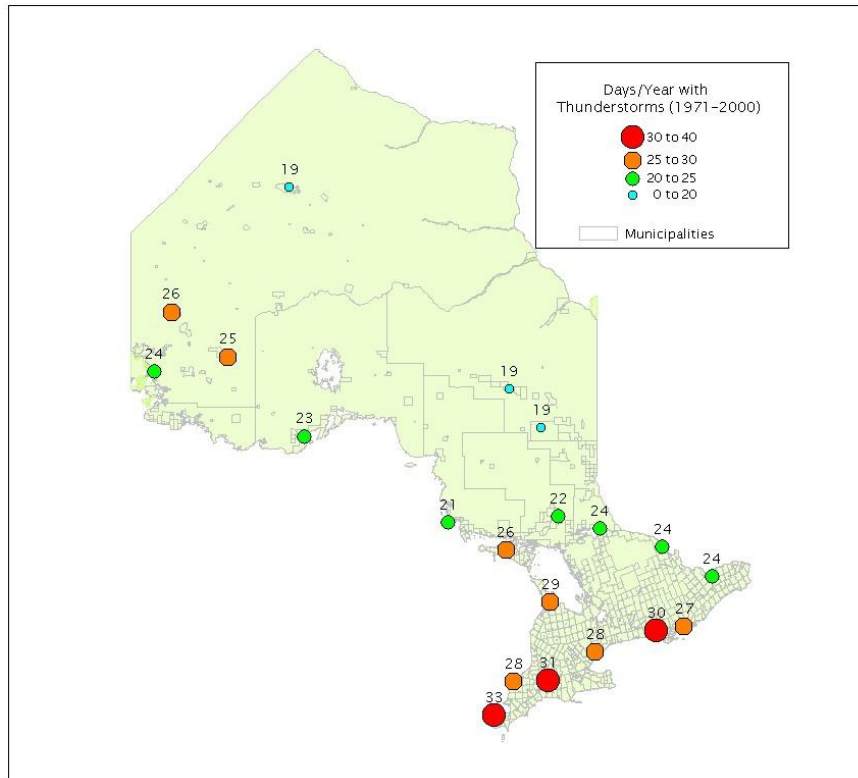 Days/Year with
Thunderstorms (1971-2000)
30 to 40
25 to 30
20 to 25
0 to 20
Municipalities
19
26
25
24
19
23
19
21
22
24
24
26
24
29
30
27
28
28
31
33